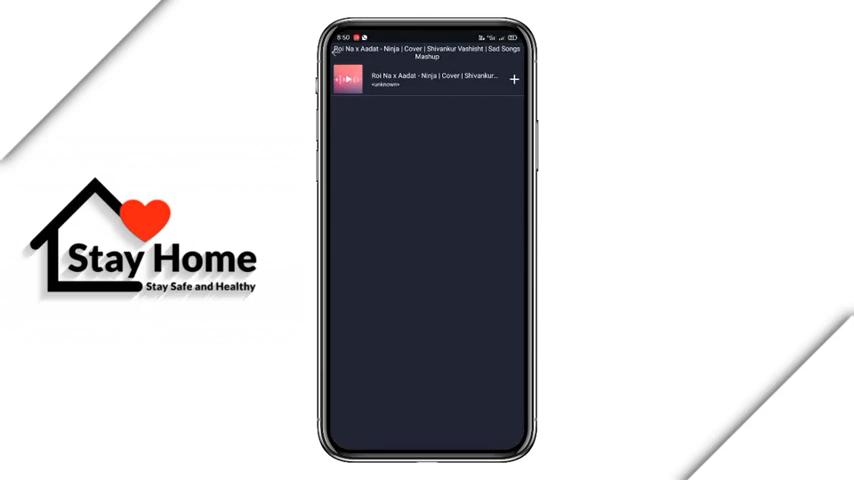 8:50
Roi Na x Aadat - Ninja | Cover | Shivankur Vashisht | Sad Songs
Mashup
Roi Na x Aadat - Ninja | Cover | Shivankur...
<unknown>
Stay Home
Stay Safe and Healthy